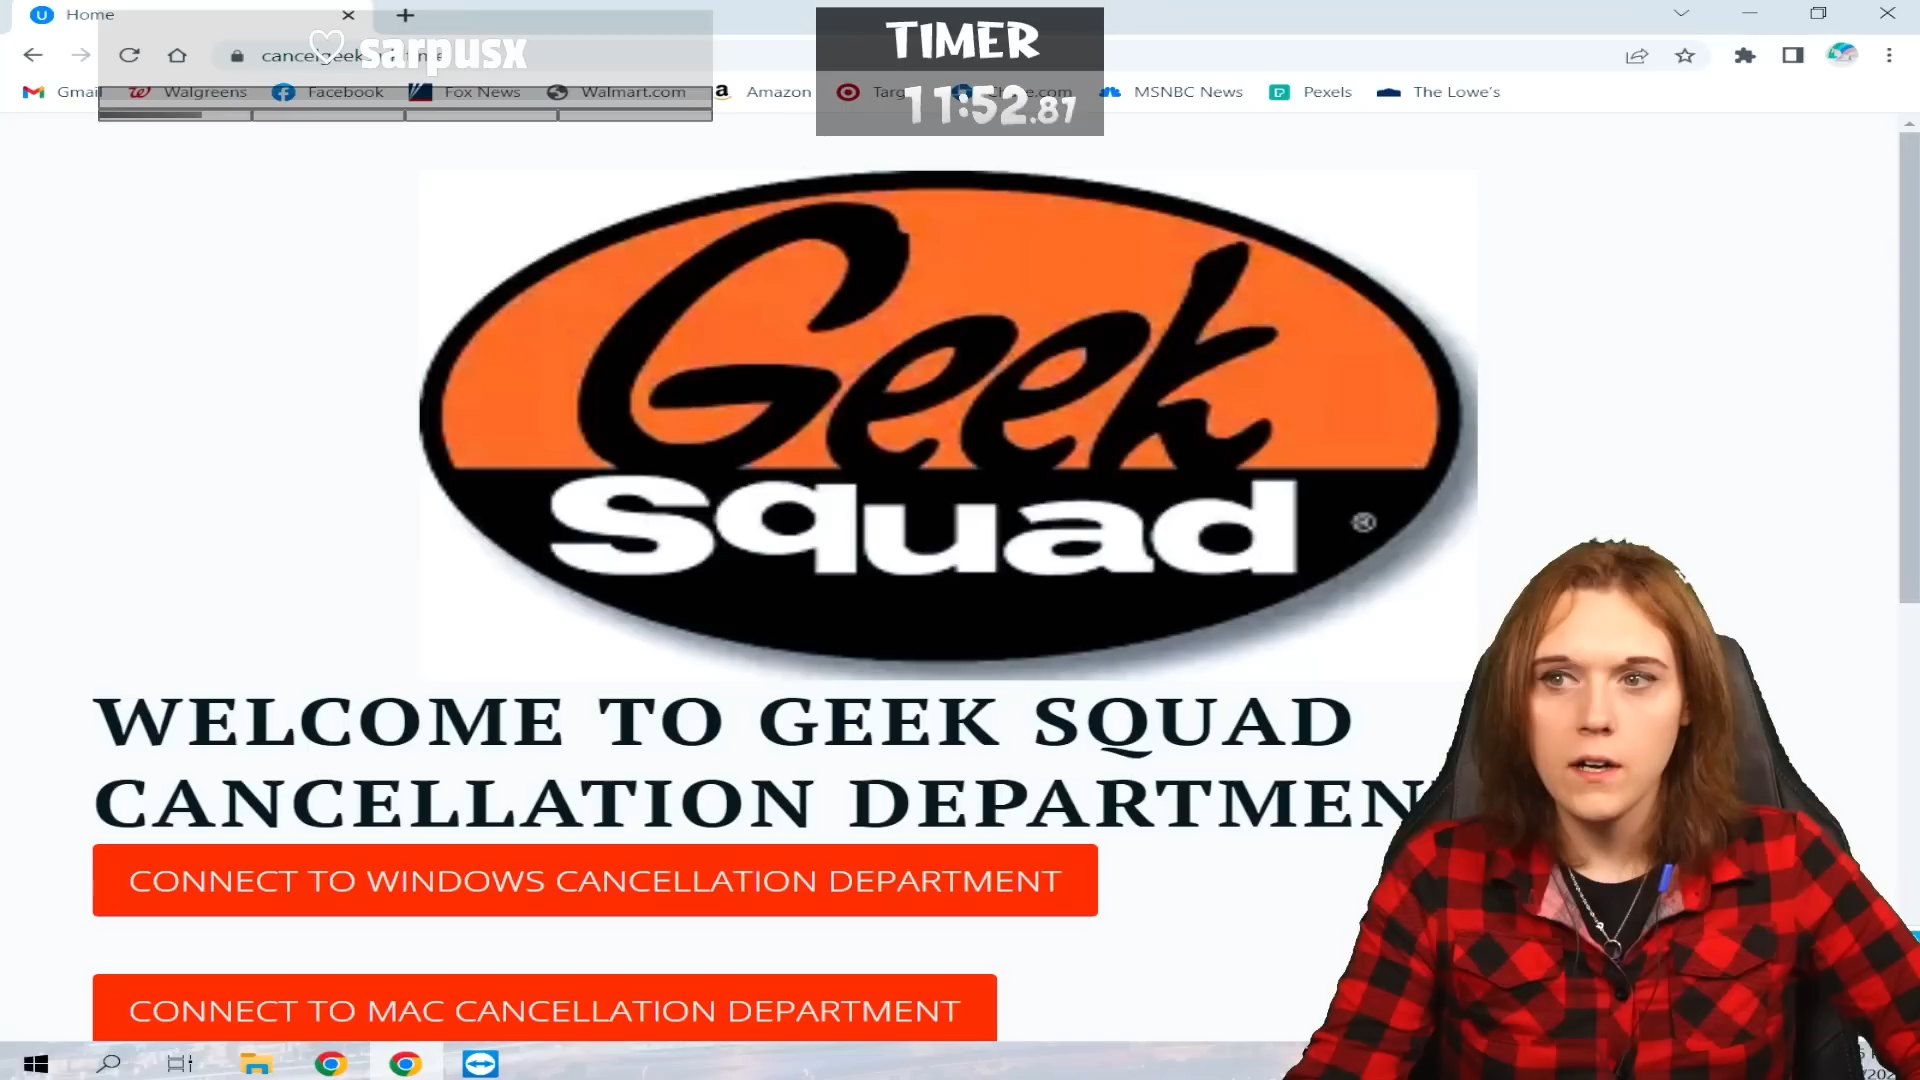 Home
sarpusx
TIMER
11:52.87
Gmail Walgreens Facebook Fox News Walmart.com Amazon MSNBC News Pexels The Lowe's
Geek
Squad ®
WELCOME TO GEEK SQUAD
CANCELLATION DEPARTMEN
CONNECT TO WINDOWS CANCELLATION DEPARTMENT
CONNECT TO MAC CANCELLATION DEPARTMENT